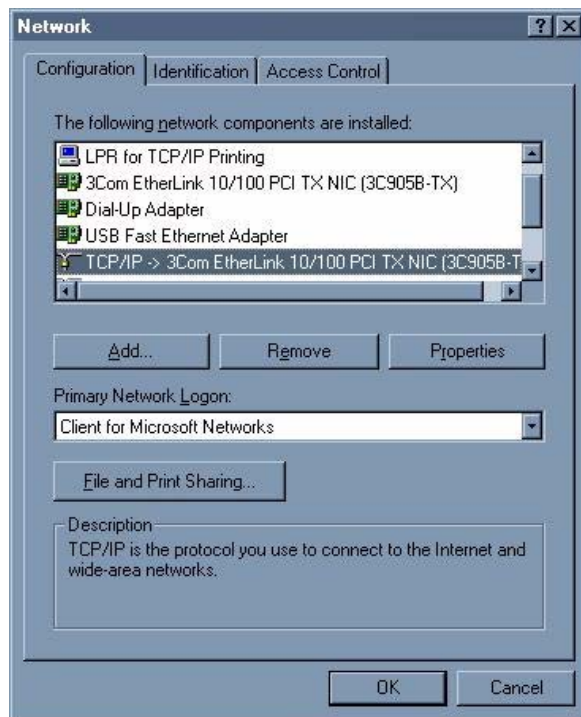 Network
Configuration
Identification
Access Control
The following network components are installed:
LPR for TCP/IP Printing
3Com EtherLink 10/100 PCI TX NIC (3C905B-TX)
Dial-Up Adapter
USB Fast Ethernet Adapter
TCP/IP -> 3Com EtherLink 10/100 PCI TX NIC (3C905B-T
Add...
Remove
Properties
Primary Network Logon:
Client for Microsoft Networks
File and Print Sharing...
Description
TCP/IP is the protocol you use to connect to the Internet and
wide-area networks.
OK
Cancel